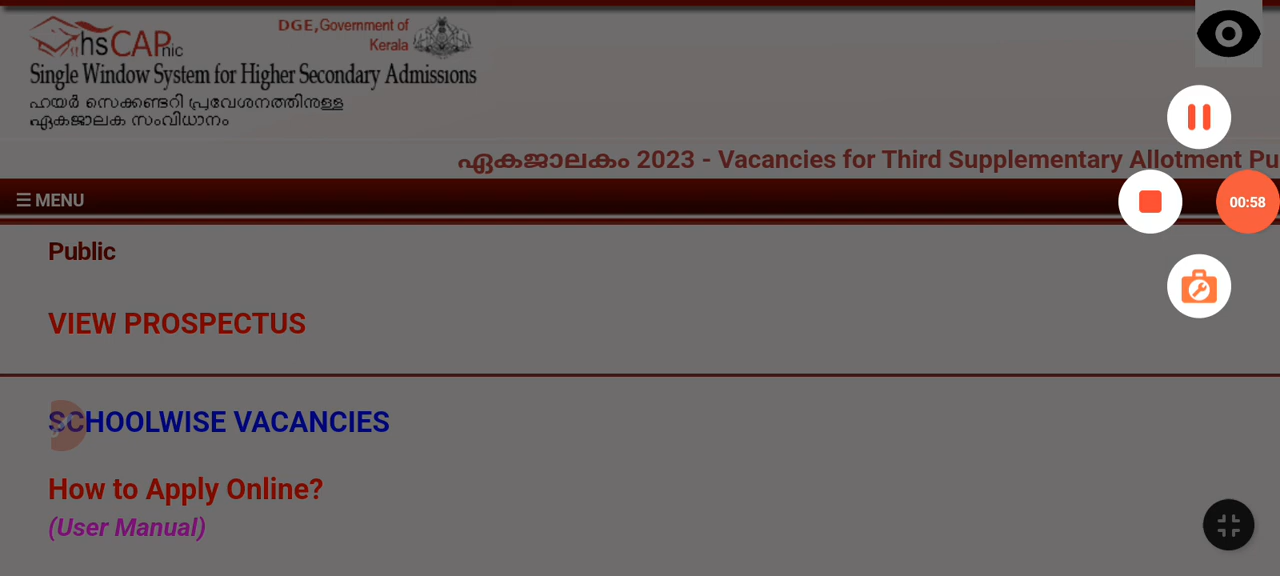 hsCAP nic
DGE,Government of
Kerala
Single Window System for Higher Secondary Admissions
ഹയർ സെക്കണ്ടറി പ്രവേശനത്തിനുള്ള
ഏകജാലക സംവിധാനം
ഏകജാലകം 2023 - Vacancies for Third Supplementary Allotment Pu
☰ MENU
00:58
Public
VIEW PROSPECTUS
SCHOOLWISE VACANCIES
How to Apply Online?
(User Manual)